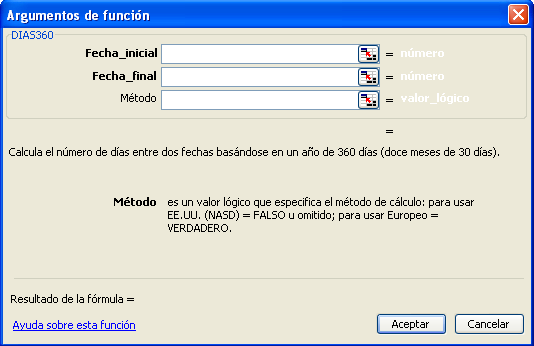 Argumentos de función
DIAS360
Fecha_inicial = número
Fecha_final = número
Método = valor_lógico
=
Calcula el número de días entre dos fechas basándose en un año de 360 días (doce meses de 30 días).
Método es un valor lógico que especifica el método de cálculo: para usar
EE.UU. (NASD) = FALSO u omitido; para usar Europeo =
VERDADERO.
Resultado de la fórmula =
Ayuda sobre esta función
Aceptar Cancelar